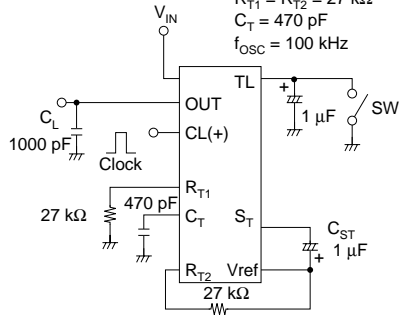 R_T1 = R_T2 = 27 kΩ
V_IN
C_T = 470 pF
f_OSC = 100 kHz
TL
OUT
C_L
1000 pF
CL(+)
Clock
1 μF
SW
R_T1
470 pF
27 kΩ
C_T
S_T
C_ST
1 μF
R_T2
Vref
27 kΩ
+
+